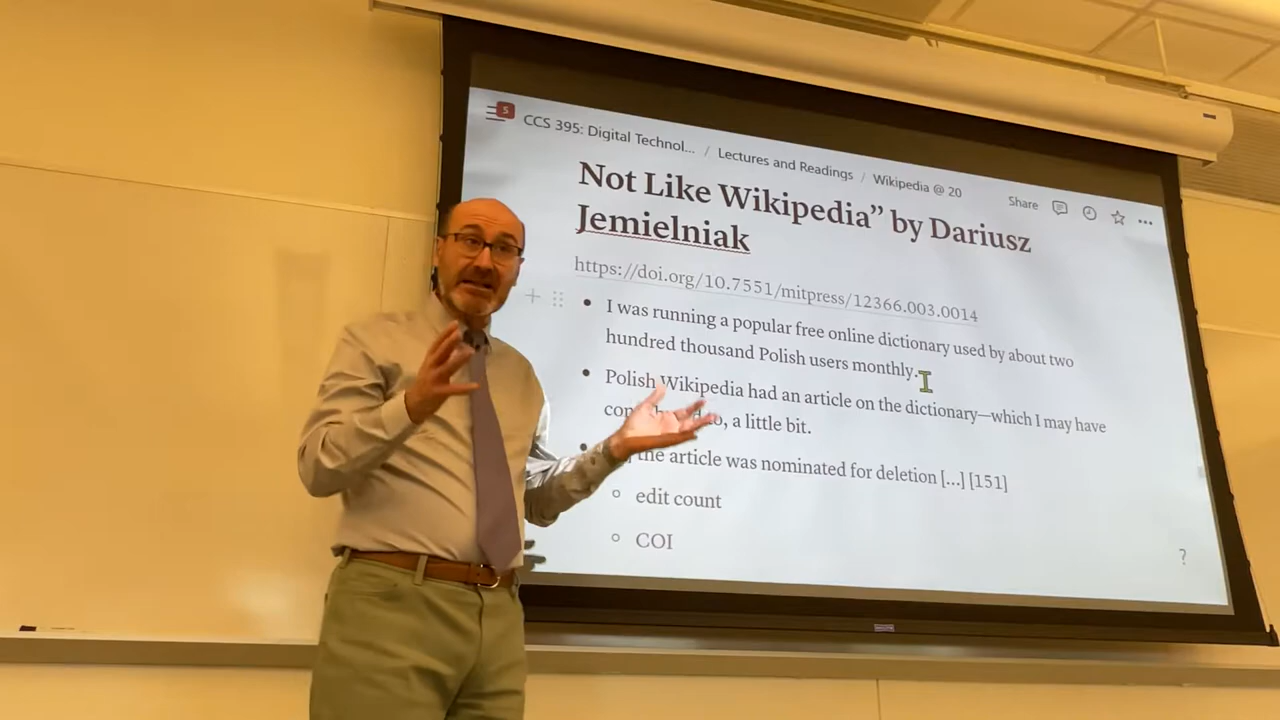 5
CCS 395: Digital Technol... / Lectures and Readings / Wikipedia @ 20
Share
Not Like Wikipedia” by Dariusz
Jemielniak
https://doi.org/10.7551/mitpress/12366.003.0014
• I was running a popular free online dictionary used by about two
hundred thousand Polish users monthly.
• Polish Wikipedia had an article on the dictionary—which I may have
a little bit.
the article was nominated for deletion [...] [151]
edit count
COI
?